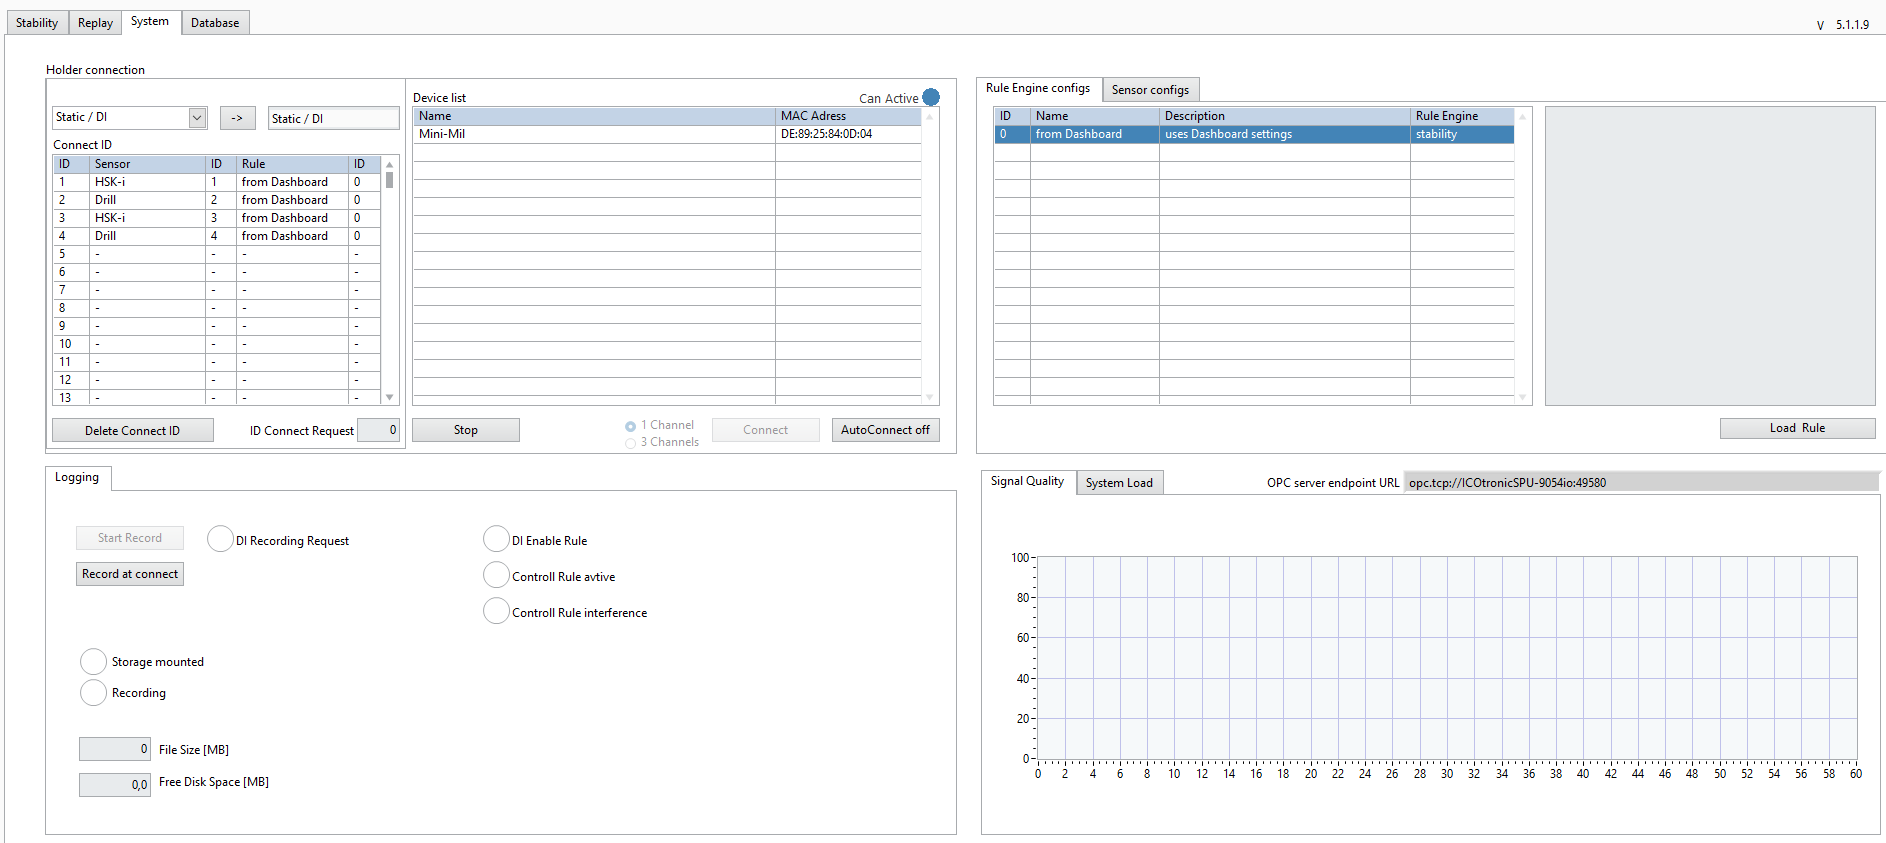 Stability Replay System Database
V 5.1.1.9
Holder connection
Static / DI -> Static / DI
Connect ID
ID Sensor ID Rule ID
1 HSK-i 1 from Dashboard 0
2 Drill 2 from Dashboard 0
3 HSK-i 3 from Dashboard 0
4 Drill 4 from Dashboard 0
5 - - - -
6 - - - -
7 - - - -
8 - - - -
9 - - - -
10 - - - -
11 - - - -
12 - - - -
13 - - - -
Delete Connect ID ID Connect Request 0
Device list Can Active
Name MAC Adress
Mini-Mil DE:89:25:84:0D:04
Stop
1 Channel
3 Channels
Connect AutoConnect off
Rule Engine configs Sensor configs
ID Name Description Rule Engine
0 from Dashboard uses Dashboard settings stability
Load Rule
Logging
Start Record DI Recording Request
Record at connect
DI Enable Rule
Controll Rule avtive
Controll Rule interference
Storage mounted
Recording
0 File Size [MB]
0,0 Free Disk Space [MB]
Signal Quality System Load OPC server endpoint URL opc.tcp://ICOtronicSPU-9054io:49580
100
80
60
40
20
0
0 2 4 6 8 10 12 14 16 18 20 22 24 26 28 30 32 34 36 38 40 42 44 46 48 50 52 54 56 58 60